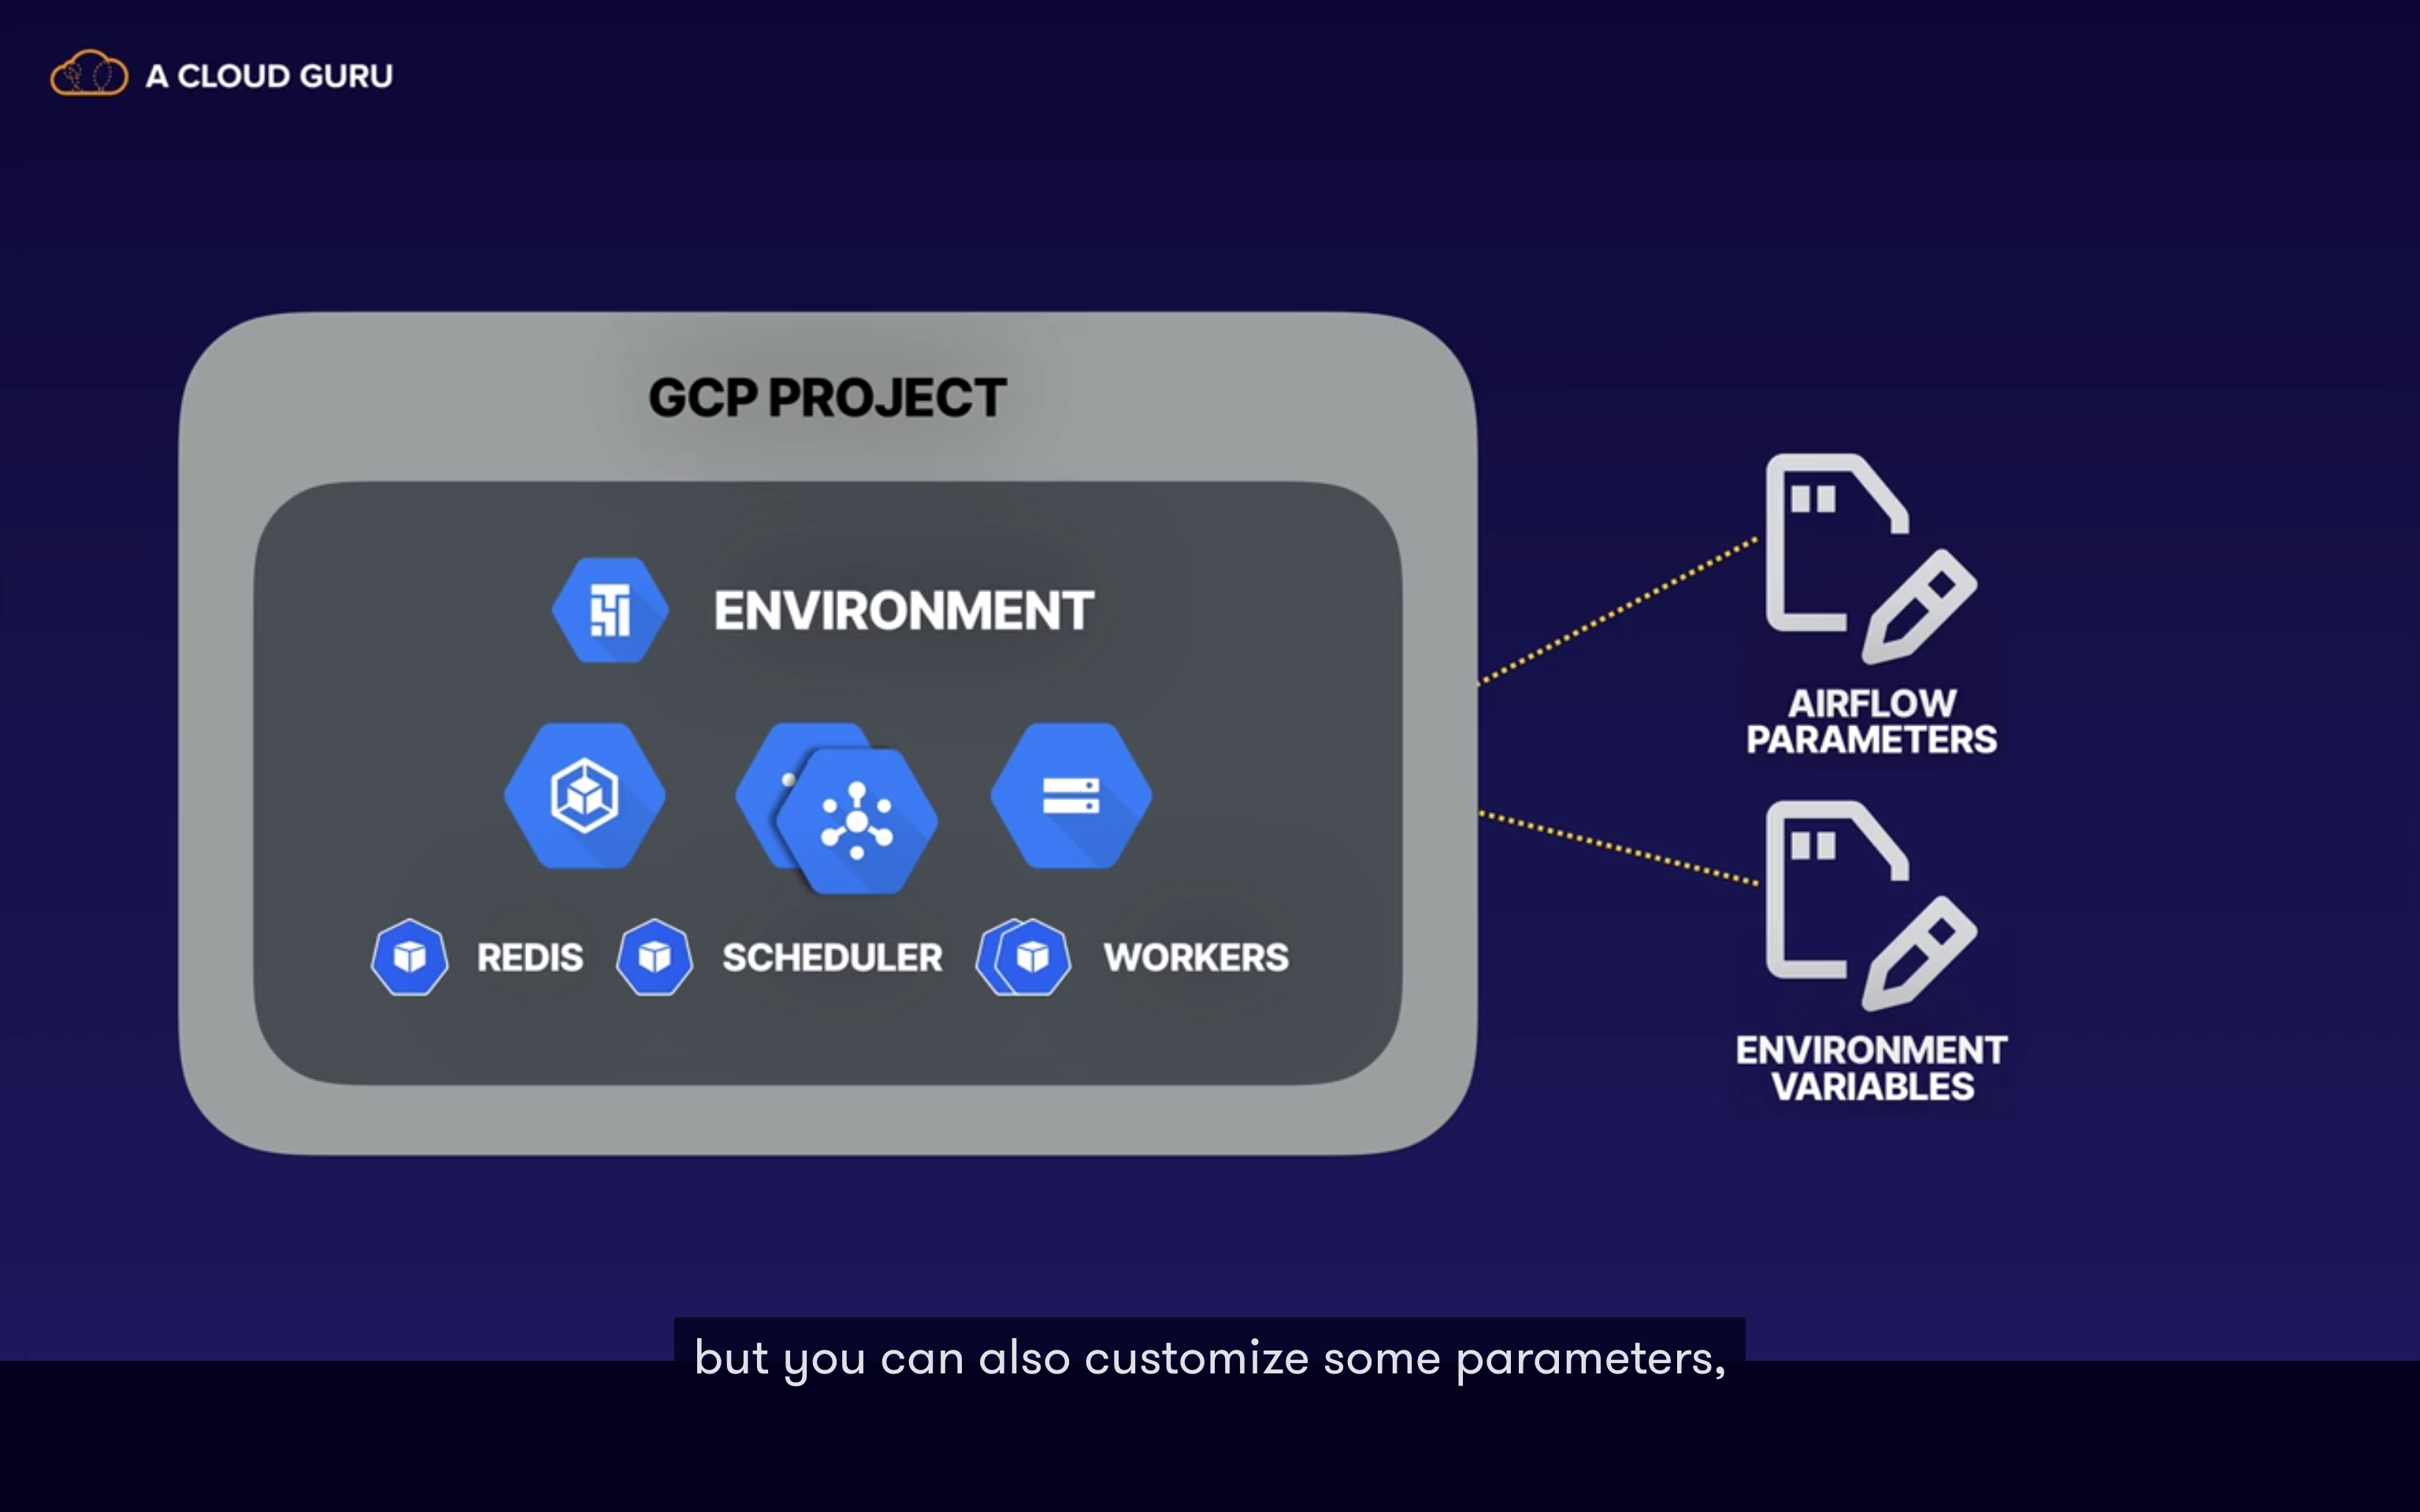 A CLOUD GURU
GCP PROJECT
ENVIRONMENT
REDIS
SCHEDULER
WORKERS
AIRFLOW
PARAMETERS
ENVIRONMENT
VARIABLES
but you can also customize some parameters,